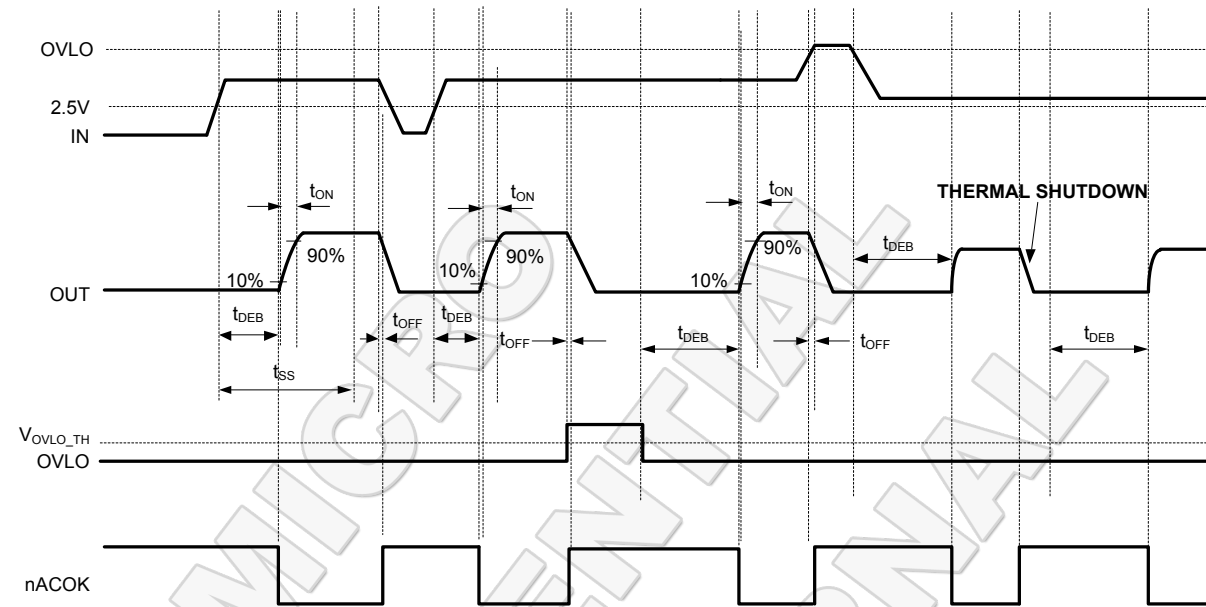 OVLO
2.5V
IN
tON
tON
tON
THERMAL SHUTDOWN
90%
90%
90%
tDEB
10%
10%
10%
OUT
tDEB
tOFF
tDEB
tOFF
tDEB
tOFF
tDEB
tSS
VOVLO_TH
OVLO
nACOK
MICRO